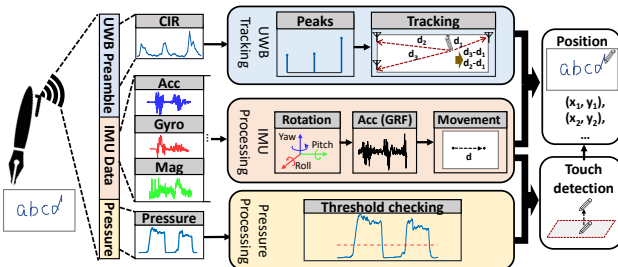 UWB Preamble
IMU Data
Pressure
abcd
CIR
Acc
Gyro
Mag
...
Pressure
UWB
Tracking
Peaks
Tracking
d₁
d₂
d₃
d₃-d₁
d₂-d₁
IMU
Processing
Rotation
Yaw
Pitch
Roll
Acc (GRF)
Movement
d
Pressure
Processing
Threshold checking
Position
abcd
(x₁, y₁),
(x₂, y₂),
...
Touch
detection